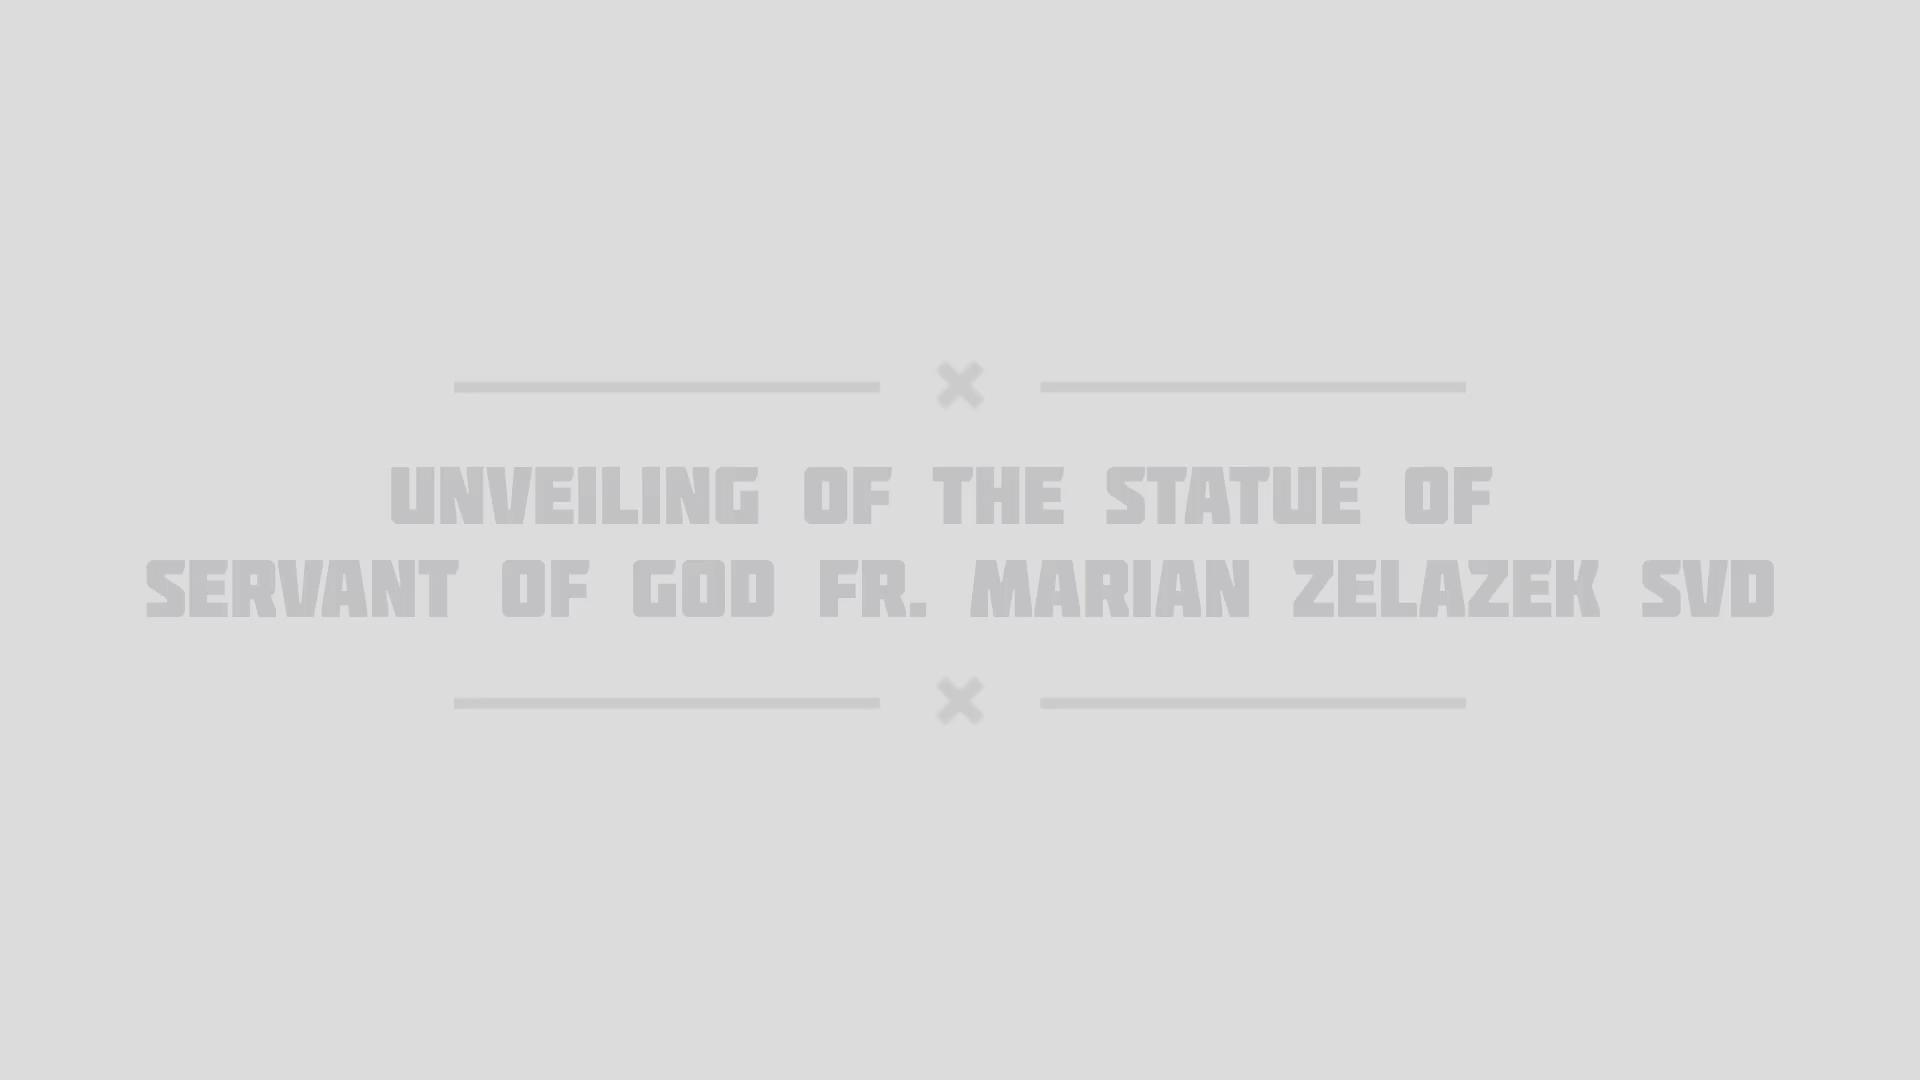 UNVEILING OF THE STATUE OF
SERVANT OF GOD FR. MARIAN ZELAZEK SVD